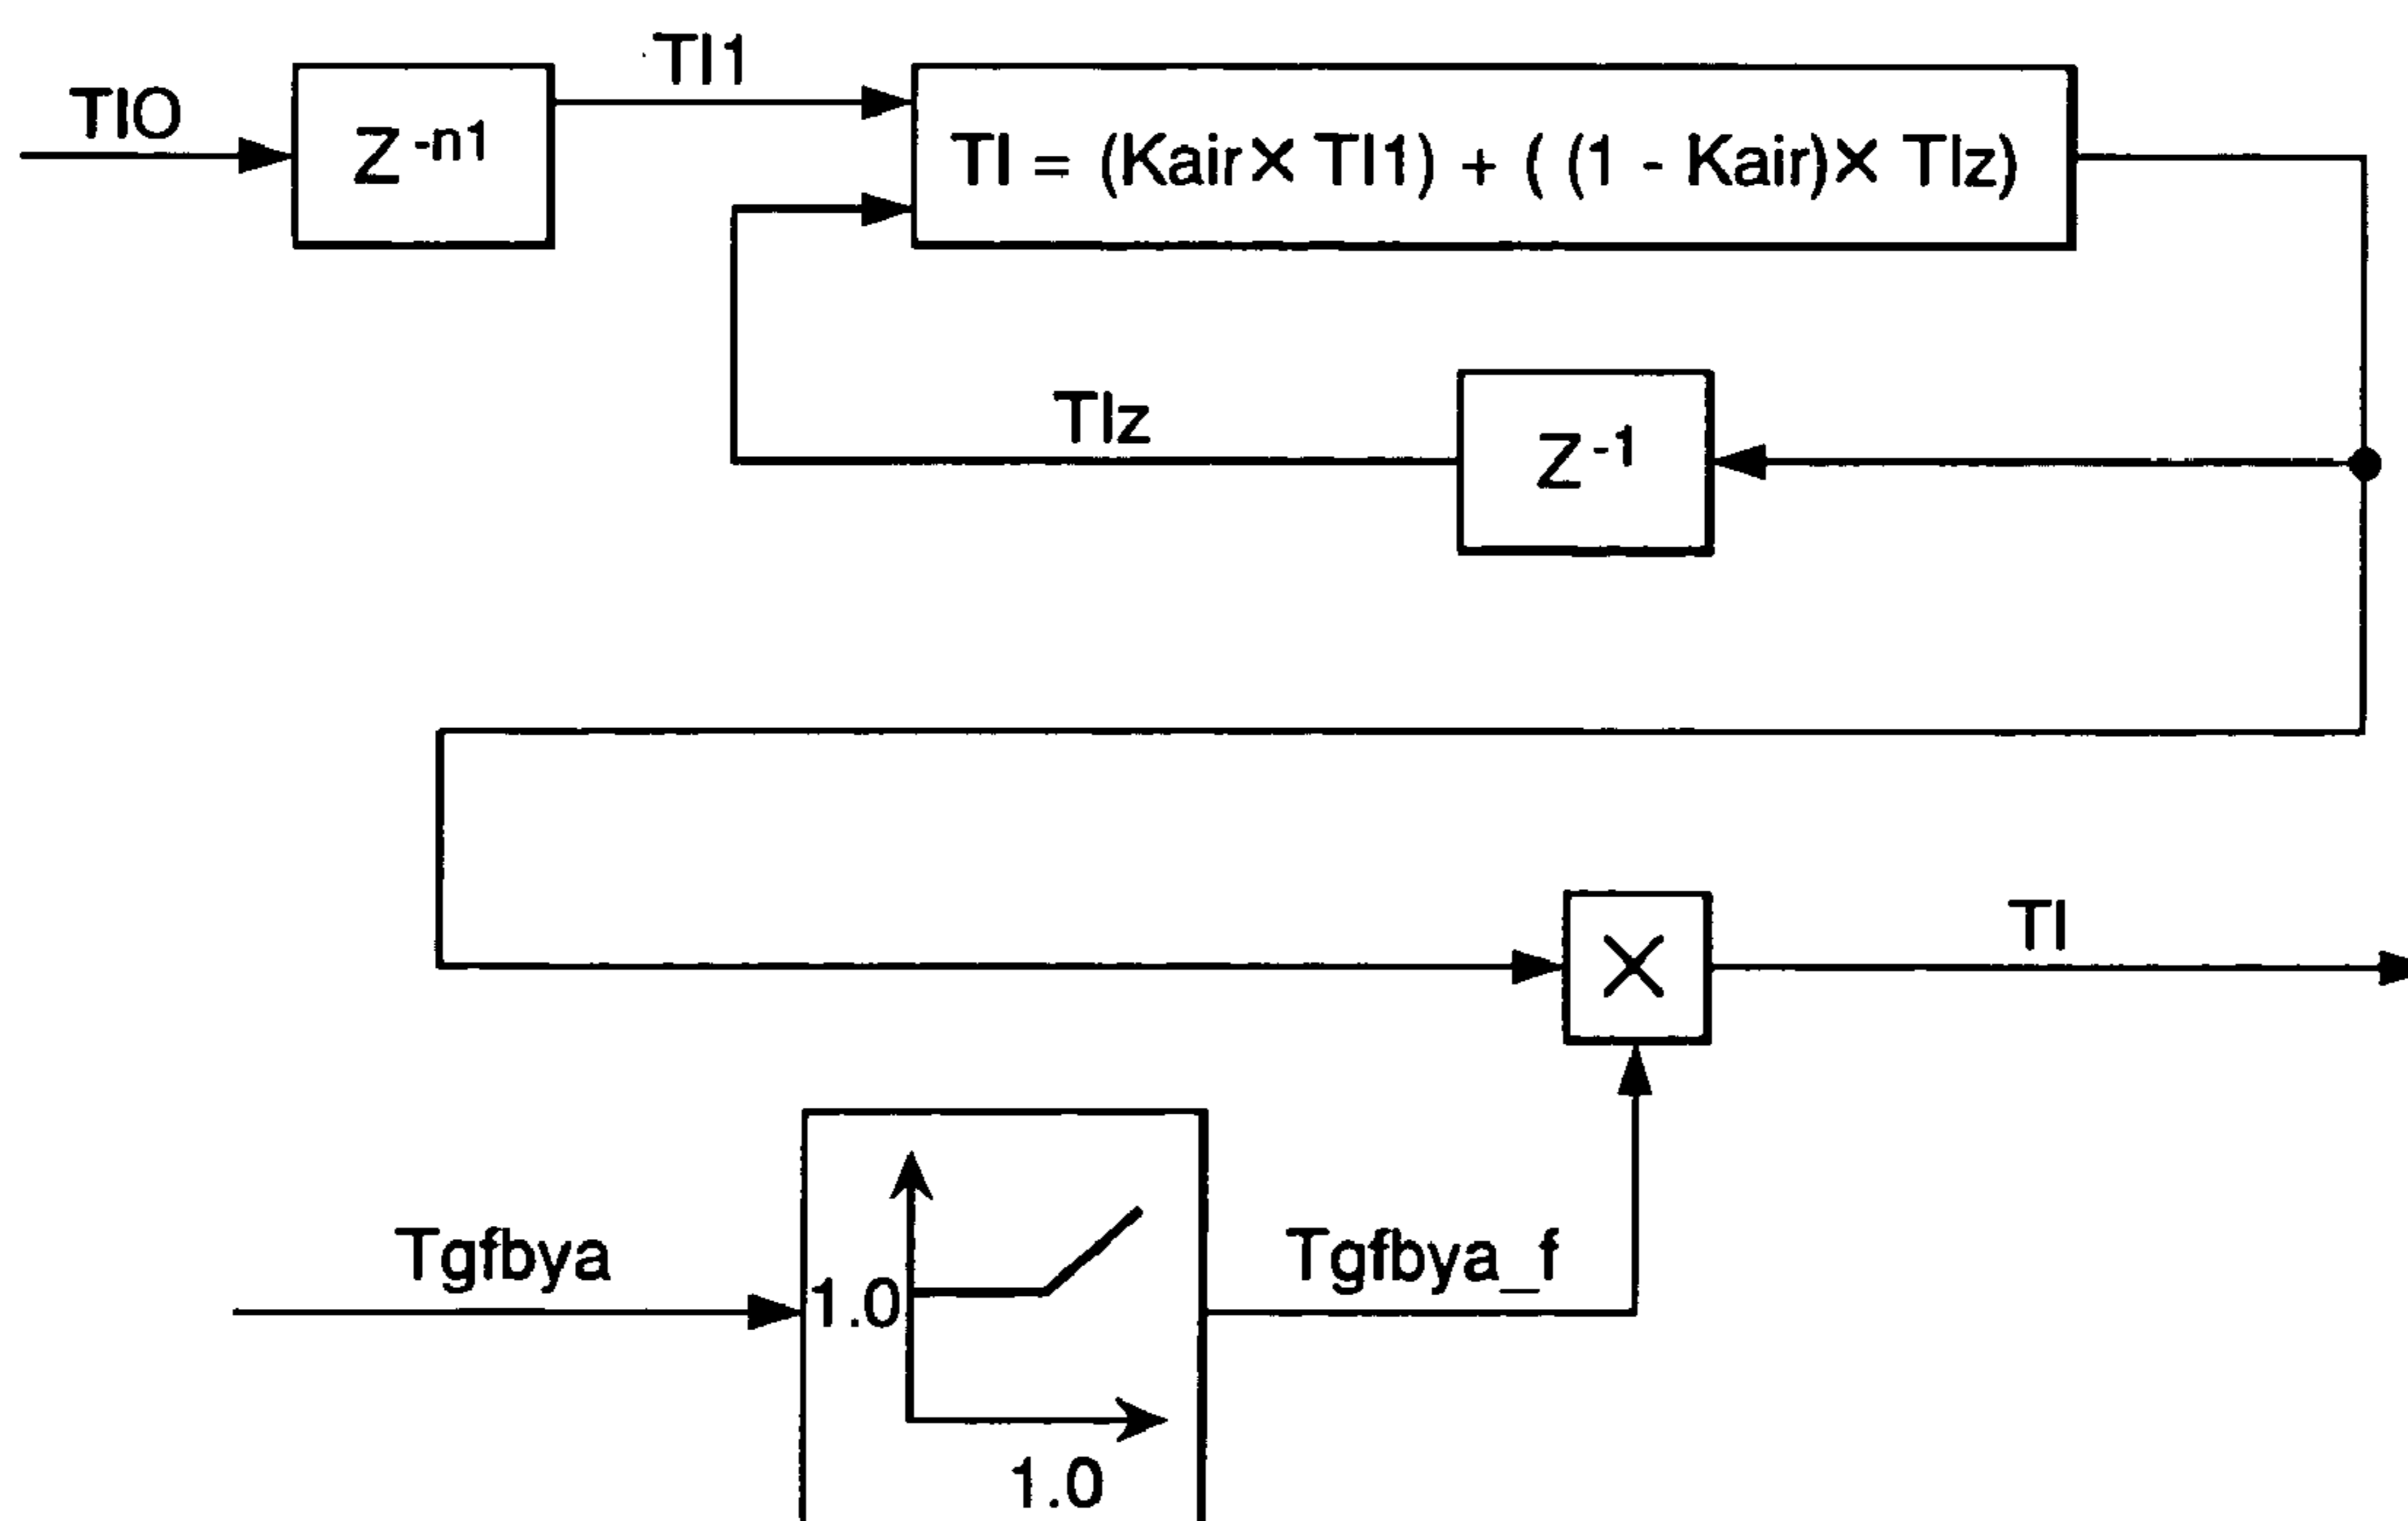 TI1
TIO
Z-n1
TI = (Kair× TI1) + ( (1 - Kair)× TIz)
TIz
Z-1
TI
×
Tgfbya
1.0
Tgfbya_f
1.0